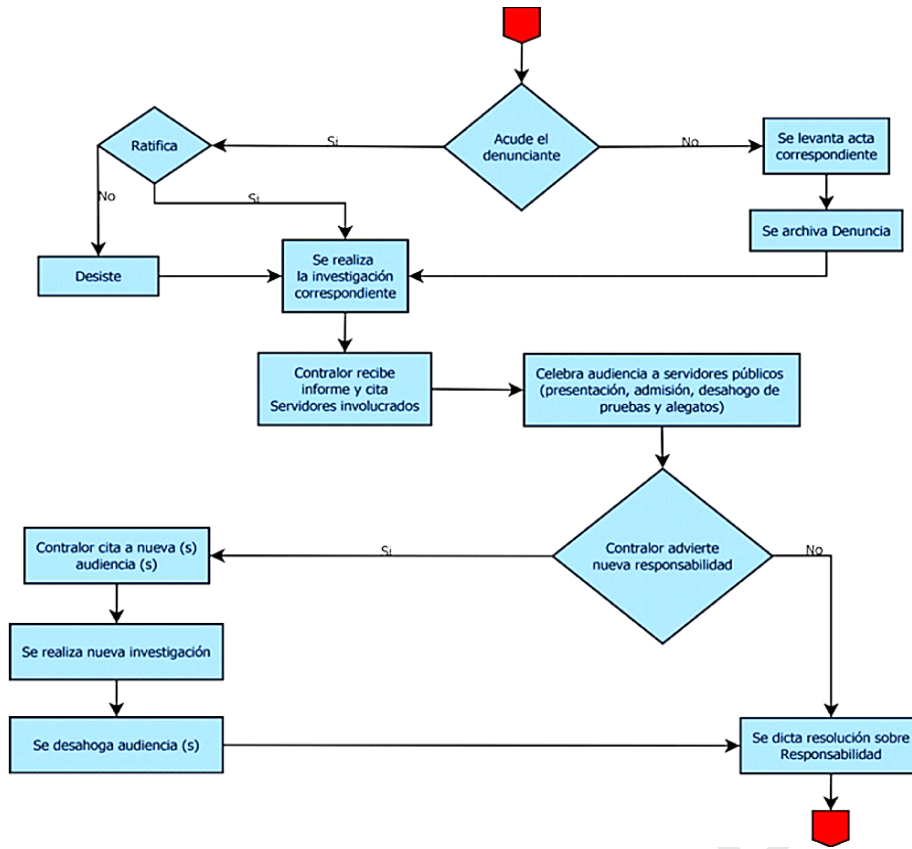 Acude el
denunciante
Si
No
Ratifica
Se levanta acta
correspondiente
No
Si
Se archiva Denuncia
Desiste
Se realiza
la investigación
correspondiente
Contralor recibe
informe y cita
Servidores involucrados
Celebra audiencia a servidores públicos
(presentación, admisión, desahogo de
pruebas y alegatos)
Contralor advierte
nueva responsabilidad
Si
No
Contralor cita a nueva (s)
audiencia (s)
Se realiza nueva investigación
Se desahoga audiencia (s)
Se dicta resolución sobre
Responsabilidad